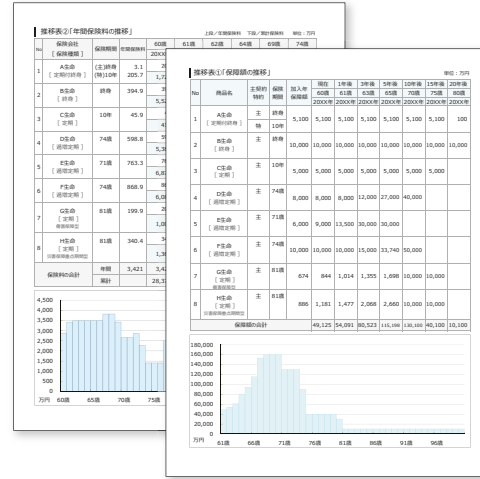 推移表②「年間保険料の推移」 上段／年間保険料 下段／累計保険料 単位：万円
No 保険会社 [ 保険種類 ] 保険期間 年間保険料 60歳 61歳 62歳 64歳 69歳 74歳
20XX
1 A生命 [ 定期付終身 ] (主)終身 (特)10年 3.1 205.7
2 B生命 [ 終身 ] 終身 394.9
3 C生命 [ 定期 ] 10年 45.9
4 D生命 [ 逓増定期 ] 74歳 598.8
5 E生命 [ 逓増定期 ] 71歳 763.3
6 F生命 [ 逓増定期 ] 74歳 868.9
7 G生命 [ 定期 ] 81歳 199.9
8 H生命 [ 定期 ] 81歳 340.4
保険料の合計 年間 3,421
累計
4,500
4,000
3,500
3,000
2,500
2,000
1,500
1,000
500
0
万円 60歳 65歳 70歳 75歳
推移表①「保障額の推移」 単位：万円
No 商品名 主契約 特約 保険 期間 加入年 保障額 現在 1年後 3年後 5年後 10年後 15年後 20年後
60歳 61歳 63歳 65歳 70歳 75歳 80歳
20XX年 20XX年 20XX年 20XX年 20XX年 20XX年 20XX年
1 A生命 [ 定期付終身 ] 主 終身 特 10年 5,100 5,100 5,100 5,100 5,100 5,100 5,100 100
2 B生命 [ 終身 ] 主 終身 10,000 10,000 10,000 10,000 10,000 10,000 10,000 10,000
3 C生命 [ 定期 ] 主 10年 5,000 5,000 5,000 5,000 5,000 5,000
4 D生命 [ 逓増定期 ] 主 74歳 8,000 8,000 8,000 12,000 27,000 40,000
5 E生命 [ 逓増定期 ] 主 71歳 6,000 9,000 13,500 30,000 30,000
6 F生命 [ 逓増定期 ] 主 74歳 10,000 10,000 10,000 15,000 33,740 50,000
7 G生命 [ 定期 ] 主 81歳 674 844 1,014 1,355 1,698 10,000 10,000
8 H生命 [ 定期 ] 主 81歳 886 1,181 1,477 2,068 2,660 10,000 10,000
保障額の合計 49,125 54,091 80,523 115,198 130,100 40,100 10,100
180,000
160,000
140,000
120,000
100,000
80,000
60,000
40,000
20,000
0
万円 61歳 66歳 71歳 76歳 81歳 86歳 91歳 96歳